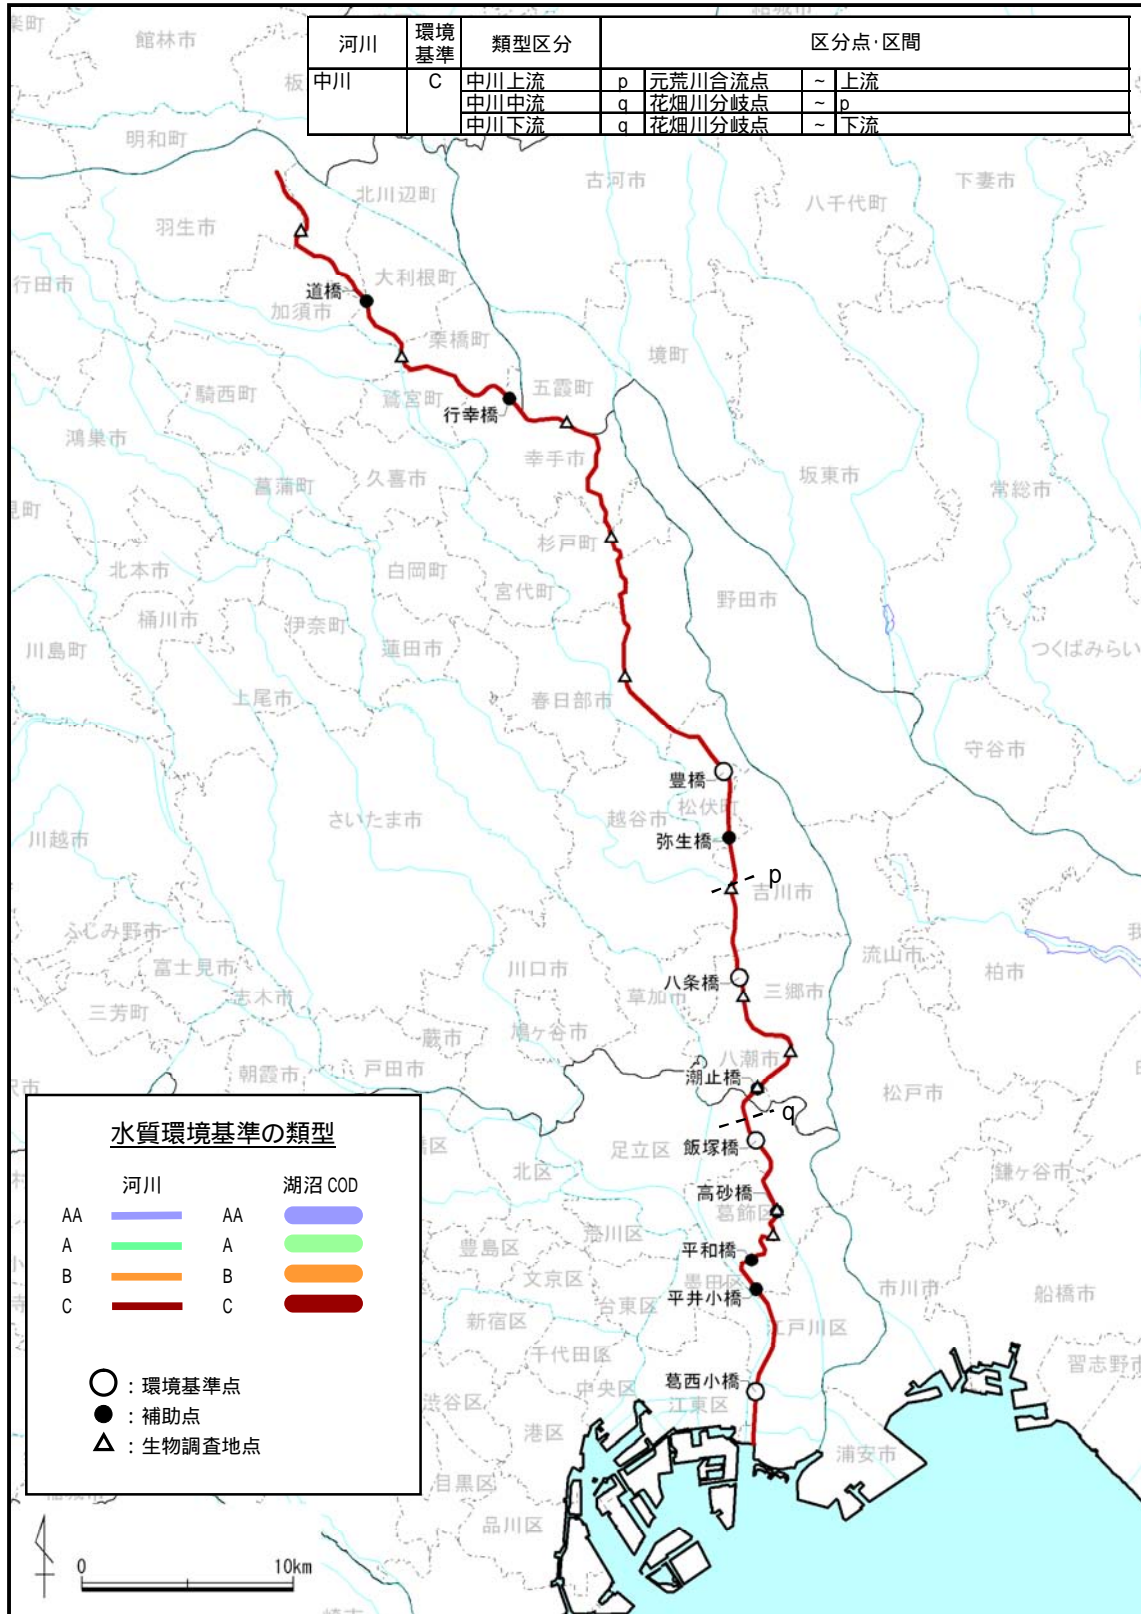 河川 環境基準 類型区分 区分点・区間
中川 C 中川上流 p 元荒川合流点 ~ 上流
中川中流 q 花畑川分岐点 ~ p
中川下流 q 花畑川分岐点 ~ 下流
館林市
明和町
北川辺町
古河市
下妻市
八千代町
羽生市
行田市
大利根町
道橋
加須市
栗橋町
境町
騎西町
鷲宮町
五霞町
行幸橋
鴻巣市
幸手市
久喜市
菖蒲町
坂東市
常総市
杉戸町
北本市
白岡町
宮代町
野田市
桶川市
伊奈町
川島町
蓮田市
つくばみらい
上尾市
春日部市
守谷市
豊橋
松伏町
さいたま市
越谷市
川越市
弥生橋
p
吉川市
ふじみ野市
富士見市
川口市
流山市
柏市
八条橋
三郷市
草加市
志木市
三芳町
蕨市
鳩ヶ谷市
八潮市
戸田市
朝霞市
潮止橋
松戸市
q
足立区
飯塚橋
北区
鎌ヶ谷市
高砂橋
葛飾区
荒川区
豊島区
平和橋
文京区
墨田区
平井小橋
市川市
船橋市
台東区
新宿区
江戸川区
千代田区
習志野市
中央区
葛西小橋
渋谷区
江東区
港区
浦安市
目黒区
品川区
水質環境基準の類型
河川 湖沼 COD
AA AA
A A
B B
C C
○ : 環境基準点
● : 補助点
△ : 生物調査地点
0 10km